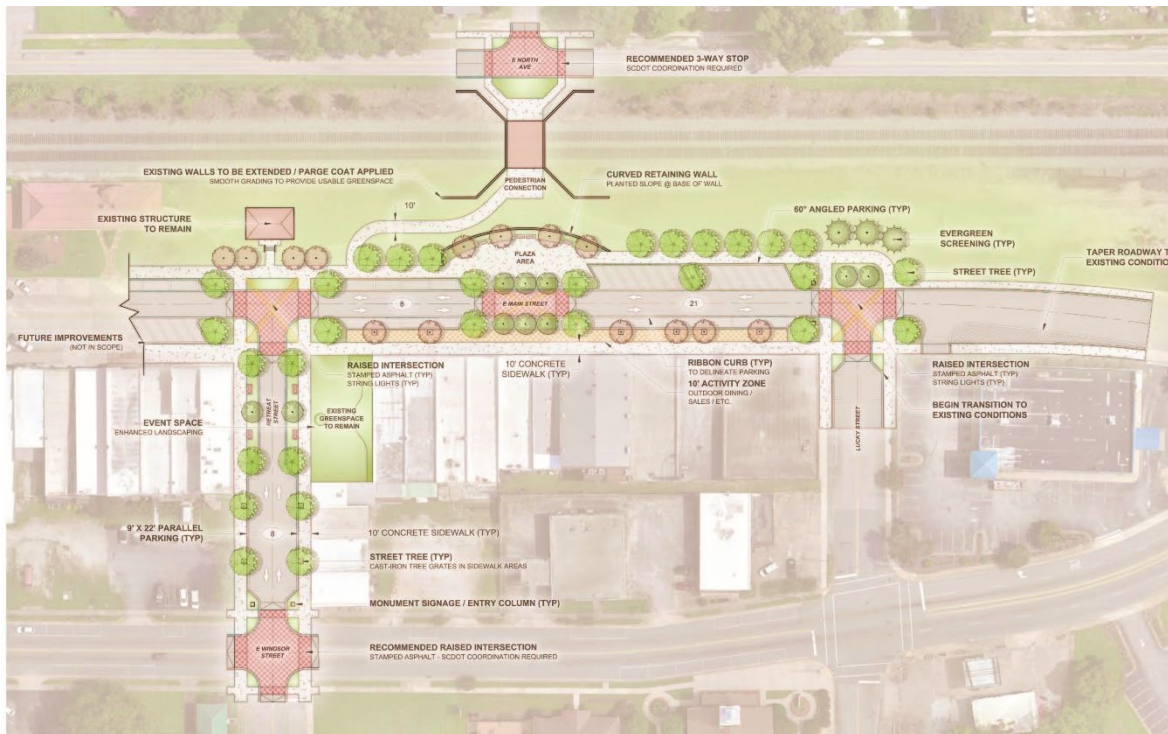 E NORTH
AVE
RECOMMENDED 3-WAY STOP
SCDOT COORDINATION REQUIRED
EXISTING WALLS TO BE EXTENDED / PARGE COAT APPLIED
SMOOTH GRADING TO PROVIDE USABLE GREENSPACE
PEDESTRIAN
CONNECTION
CURVED RETAINING WALL
PLANTED SLOPE @ BASE OF WALL
10'
60° ANGLED PARKING (TYP)
EXISTING STRUCTURE
TO REMAIN
EVERGREEN
SCREENING (TYP)
PLAZA
AREA
TAPER ROADWAY T
EXISTING CONDITION
STREET TREE (TYP)
8
E MAIN STREET
21
FUTURE IMPROVEMENTS
(NOT IN SCOPE)
RAISED INTERSECTION
STAMPED ASPHALT (TYP)
STRING LIGHTS (TYP)
10' CONCRETE
SIDEWALK (TYP)
RIBBON CURB (TYP)
TO DELINEATE PARKING
10' ACTIVITY ZONE
OUTDOOR DINING /
SALES / ETC.
RAISED INTERSECTION
STAMPED ASPHALT (TYP)
STRING LIGHTS (TYP)
BEGIN TRANSITION TO
EXISTING CONDITIONS
RETREAT
STREET
EVENT SPACE
ENHANCED LANDSCAPING
EXISTING
GREENSPACE
TO REMAIN
LUCKY STREET
9' X 22' PARALLEL
PARKING (TYP)
8
10' CONCRETE SIDEWALK (TYP)
STREET TREE (TYP)
CAST-IRON TREE GRATES IN SIDEWALK AREAS
MONUMENT SIGNAGE / ENTRY COLUMN (TYP)
E WINDSOR
STREET
RECOMMENDED RAISED INTERSECTION
STAMPED ASPHALT - SCDOT COORDINATION REQUIRED